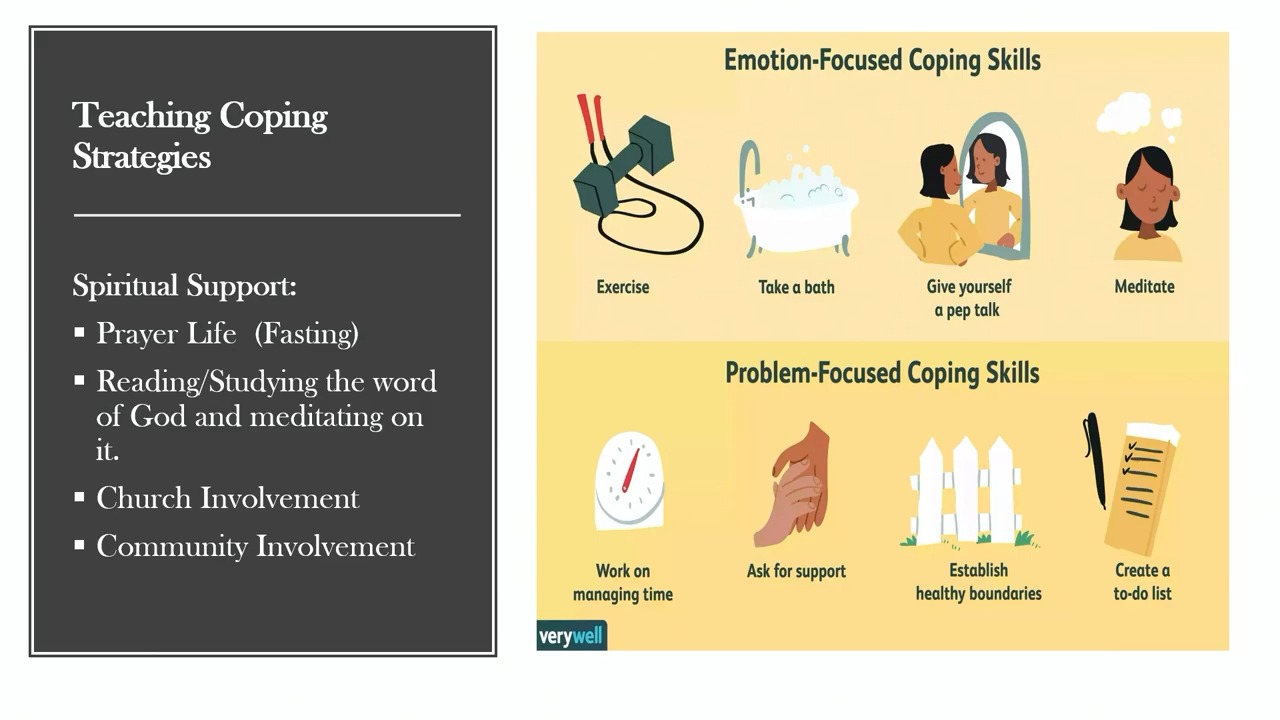 Teaching Coping
Strategies
Spiritual Support:
▪ Prayer Life (Fasting)
▪ Reading/Studying the word
of God and meditating on
it.
▪ Church Involvement
▪ Community Involvement
Emotion-Focused Coping Skills
Exercise
Take a bath
Give yourself
a pep talk
Meditate
Problem-Focused Coping Skills
Work on
managing time
Ask for support
Establish
healthy boundaries
Create a
to-do list
verywell